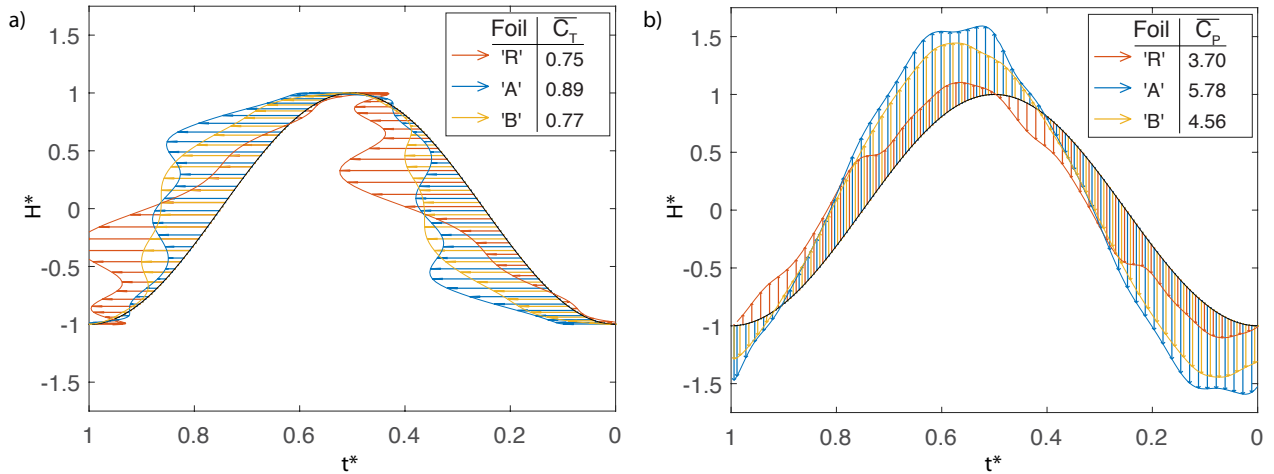 a)
Foil C_T
'R' 0.75
'A' 0.89
'B' 0.77
1.5
1
0.5
0
-0.5
-1
-1.5
H*
1 0.8 0.6 0.4 0.2 0
t*
b)
Foil C_P
'R' 3.70
'A' 5.78
'B' 4.56
1.5
1
0.5
0
-0.5
-1
-1.5
H*
1 0.8 0.6 0.4 0.2 0
t*